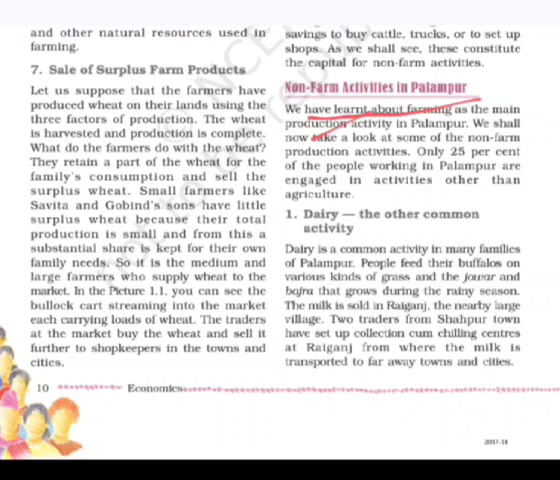 and other natural resources used in
farming.
7. Sale of Surplus Farm Products
Let us suppose that the farmers have
produced wheat on their lands using the
three factors of production. The wheat
is harvested and production is complete.
What do the farmers do with the wheat?
They retain a part of the wheat for the
family's consumption and sell the
surplus wheat. Small farmers like
Savita and Gobind's sons have little
surplus wheat because their total
production is small and from this a
substantial share is kept for their own
family needs. So it is the medium and
large farmers who supply wheat to the
market. In the Picture 1.1, you can see the
bullock cart streaming into the market
each carrying loads of wheat. The traders
at the market buy the wheat and sell it
further to shopkeepers in the towns and
cities.
savings to buy cattle, trucks, or to set up
shops. As we shall see, these constitute
the capital for non-farm activities.
Non-Farm Activities in Palampur
We have learnt about farming as the main
production activity in Palampur. We shall
now take a look at some of the non-farm
production activities. Only 25 per cent
of the people working in Palampur are
engaged in activities other than
agriculture.
1. Dairy — the other common
activity
Dairy is a common activity in many families
of Palampur. People feed their buffalos on
various kinds of grass and the jowar and
bajra that grows during the rainy season.
The milk is sold in Raiganj, the nearby large
village. Two traders from Shahpur town
have set up collection cum chilling centres
at Raiganj from where the milk is
transported to far away towns and cities.
10 Economics
2017-18